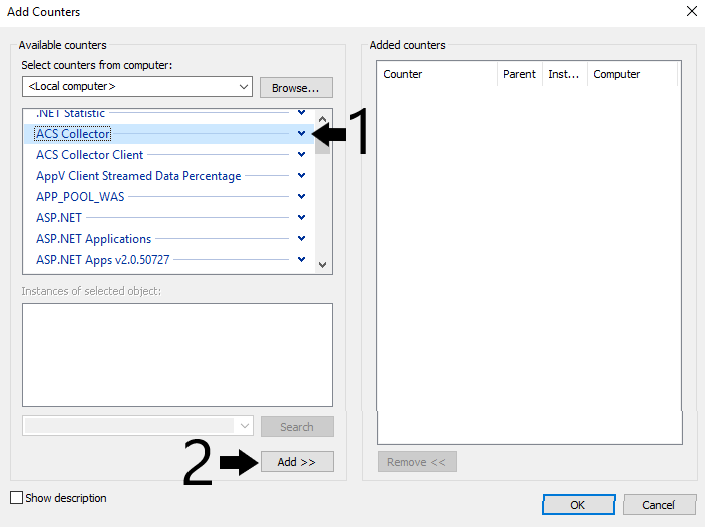 Add Counters
Available counters
Select counters from computer:
<Local computer>
Browse...
.NET Statistic
ACS Collector
1
ACS Collector Client
AppV Client Streamed Data Percentage
APP_POOL_WAS
ASP.NET
ASP.NET Applications
ASP.NET Apps v2.0.50727
Instances of selected object:
Search
2
Add >>
Show description
Added counters
Counter Parent Inst... Computer
Remove <<
OK Cancel